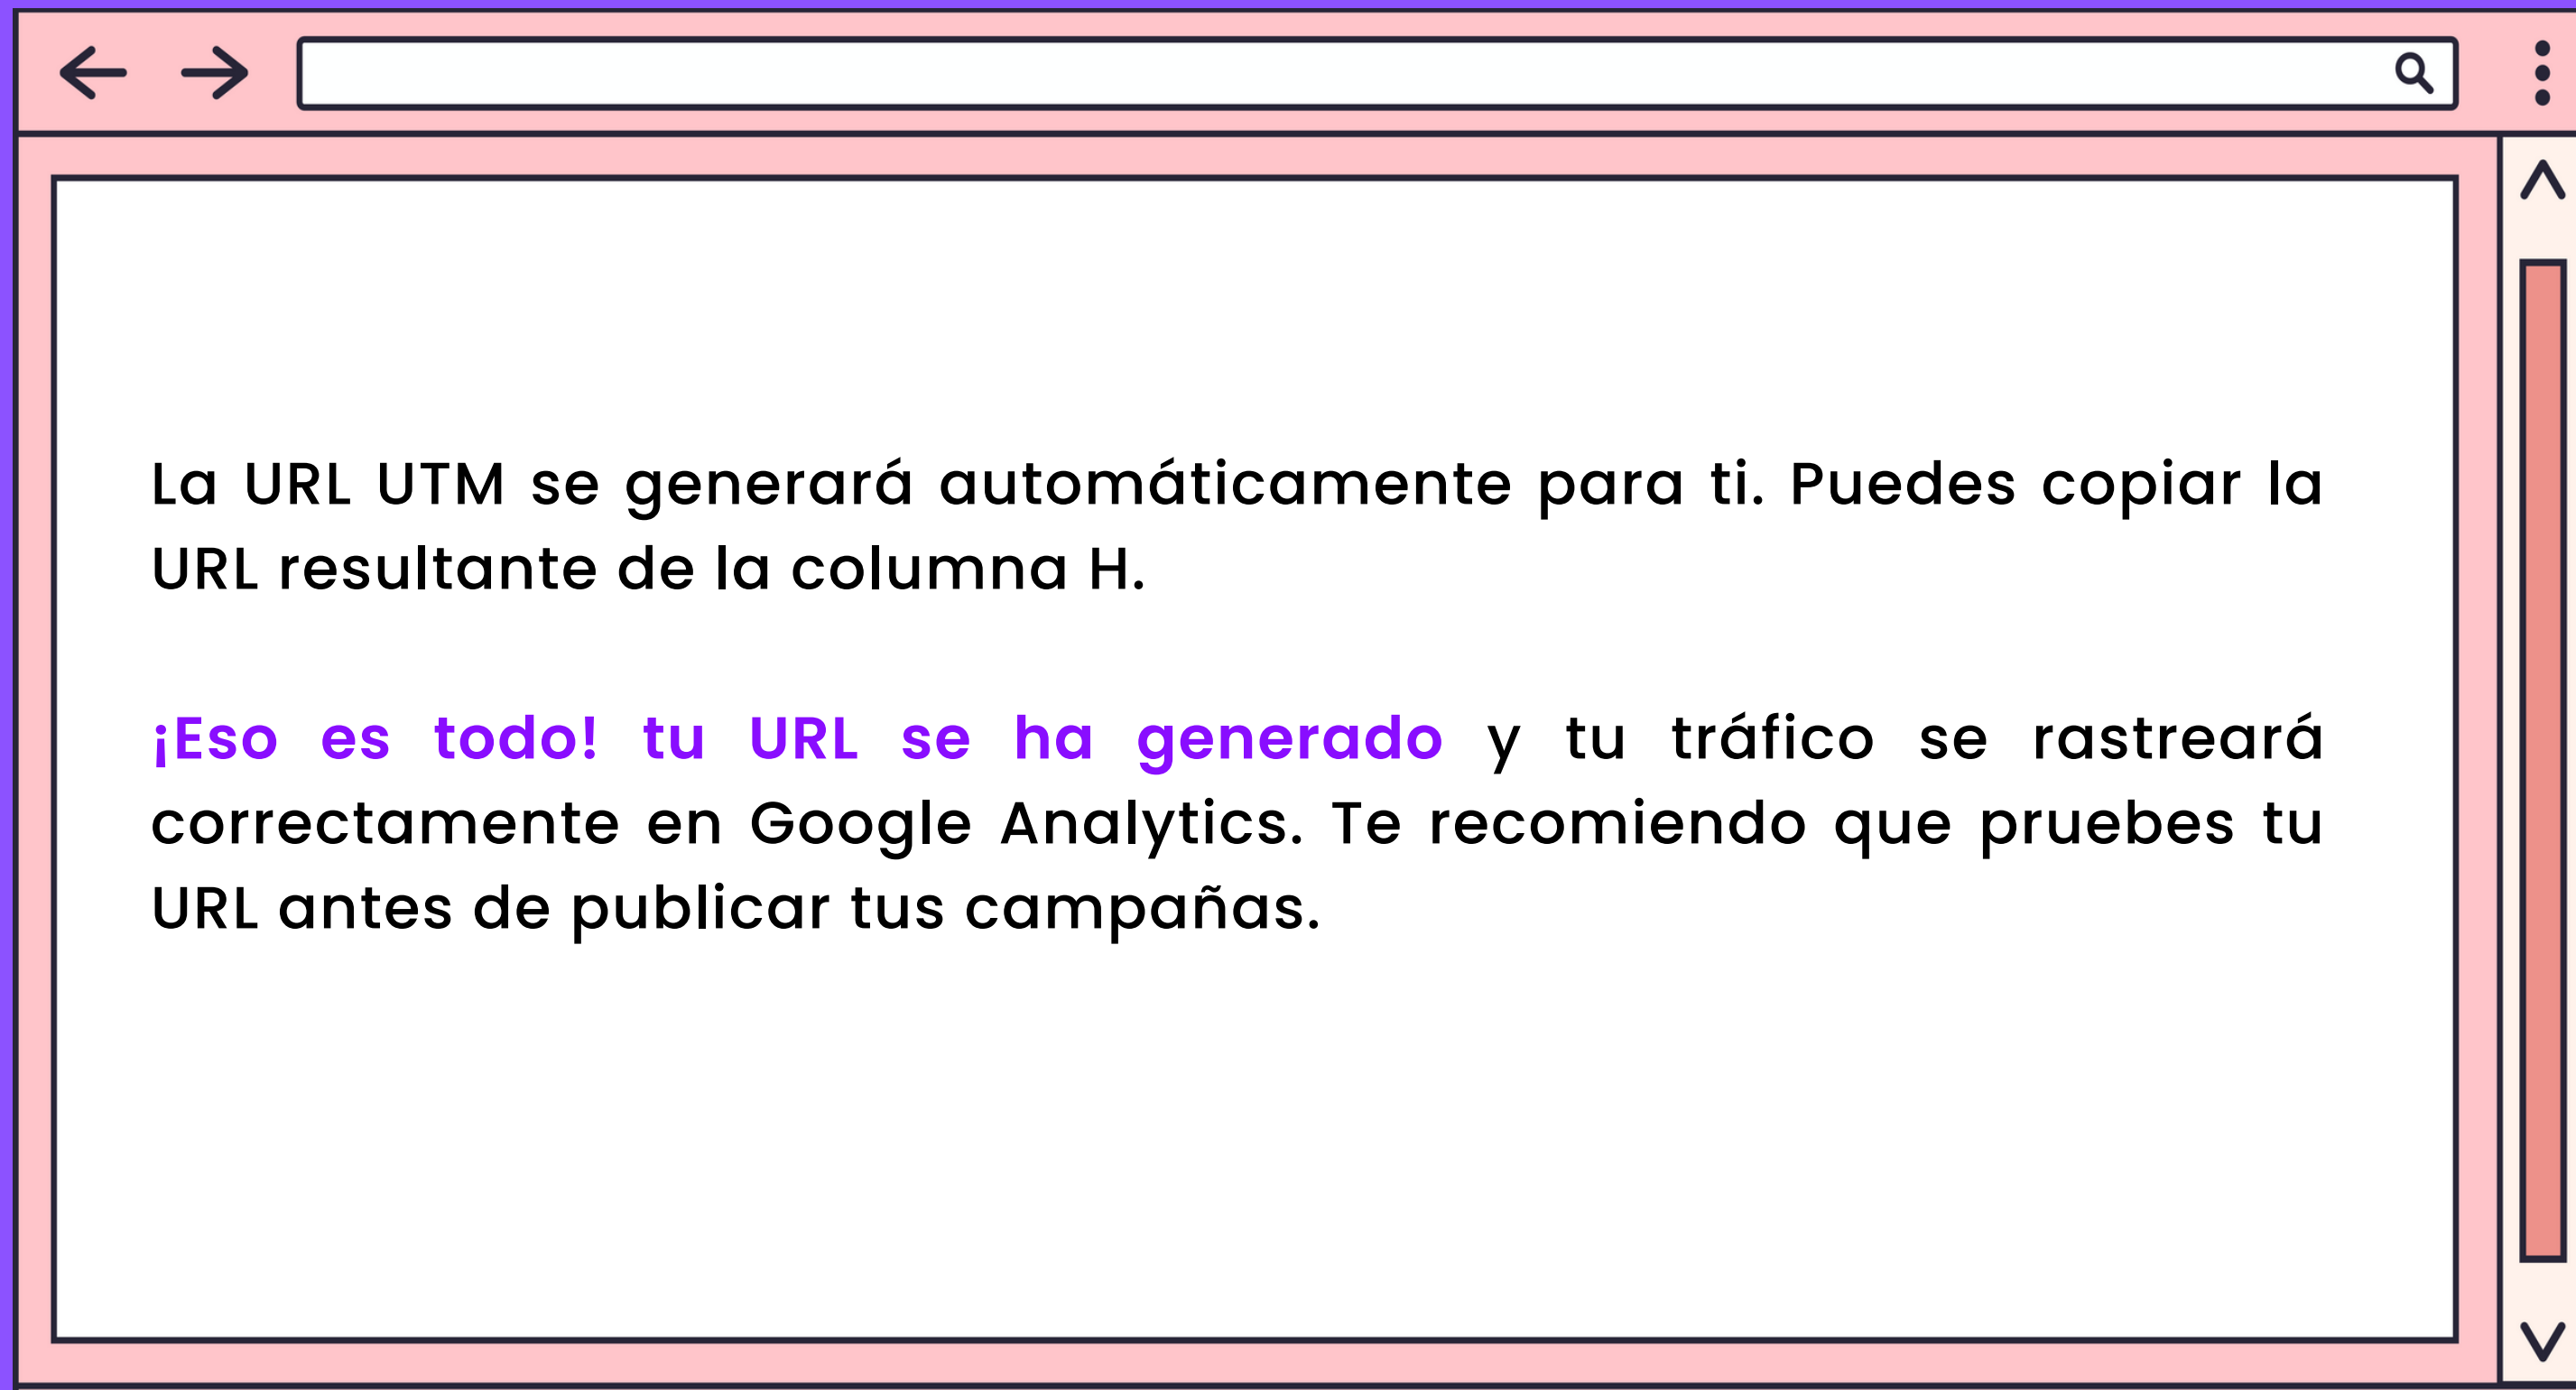 La URL UTM se generará automáticamente para ti. Puedes copiar la
URL resultante de la columna H.
¡Eso es todo! tu URL se ha generado y tu tráfico se rastreará
correctamente en Google Analytics. Te recomiendo que pruebes tu
URL antes de publicar tus campañas.